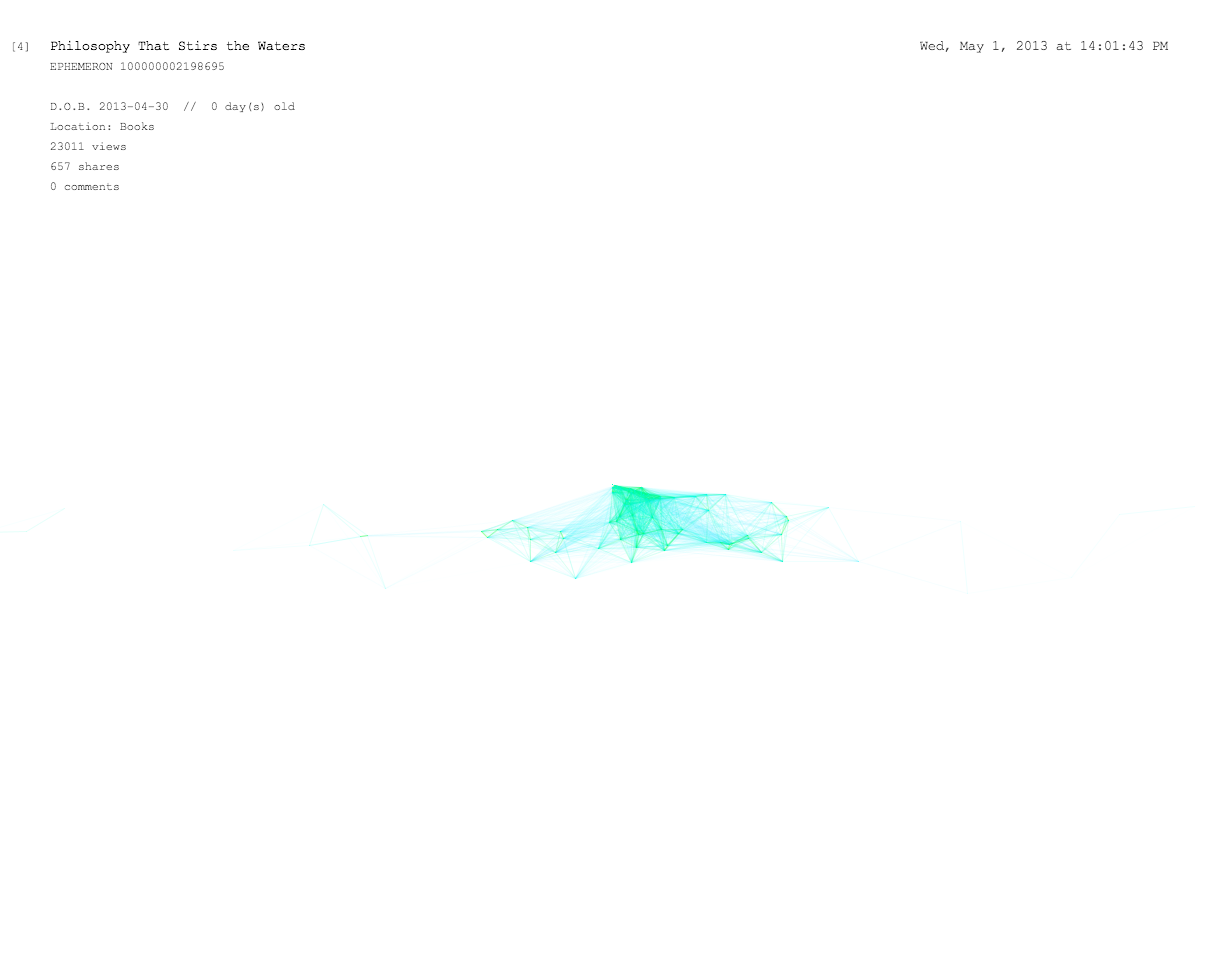 [4] Philosophy That Stirs the Waters Wed, May 1, 2013 at 14:01:43 PM
EPHEMERON 100000002198695
D.O.B. 2013-04-30 // 0 day(s) old
Location: Books
23011 views
657 shares
0 comments